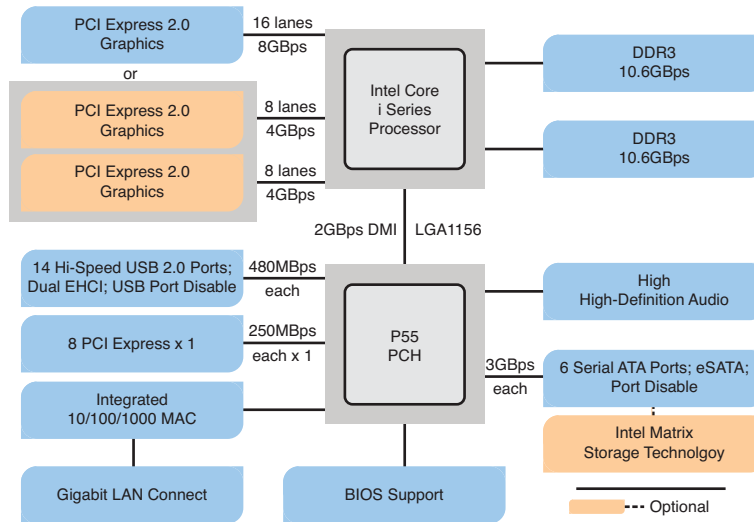 PCI Express 2.0
Graphics
16 lanes
8GBps
or
PCI Express 2.0
Graphics
8 lanes
4GBps
PCI Express 2.0
Graphics
8 lanes
4GBps
Intel Core
i Series
Processor
DDR3
10.6GBps
DDR3
10.6GBps
2GBps DMI
LGA1156
14 Hi-Speed USB 2.0 Ports;
Dual EHCI; USB Port Disable
480MBps
each
8 PCI Express x 1
250MBps
each x 1
Integrated
10/100/1000 MAC
Gigabit LAN Connect
P55
PCH
BIOS Support
High
High-Definition Audio
3GBps
each
6 Serial ATA Ports; eSATA;
Port Disable
Intel Matrix
Storage Technolgoy
Optional